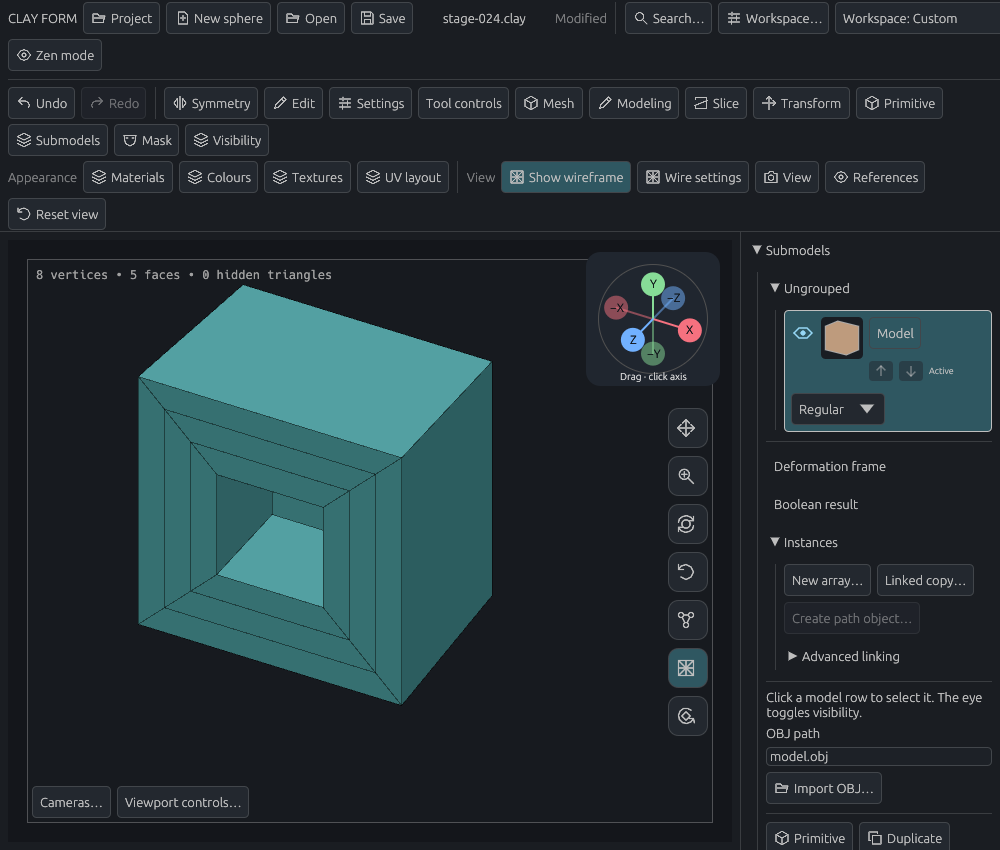 CLAY FORM Project New sphere Open Save stage-024.clay Modified Search... Workspace... Workspace: Custom
Zen mode
Undo Redo Symmetry Edit Settings Tool controls Mesh Modeling Slice Transform Primitive
Submodels Mask Visibility
Appearance Materials Colours Textures UV layout View Show wireframe Wire settings View References
Reset view
8 vertices • 5 faces • 0 hidden triangles
Y
-Z
-X
X
Z
-Y
Drag · click axis
Cameras... Viewport controls...
▼ Submodels
▼ Ungrouped
Model
↑ ↓ Active
Regular ▼
Deformation frame
Boolean result
▼ Instances
New array... Linked copy...
Create path object...
▶ Advanced linking
Click a model row to select it. The eye
toggles visibility.
OBJ path
model.obj
Import OBJ...
Primitive Duplicate